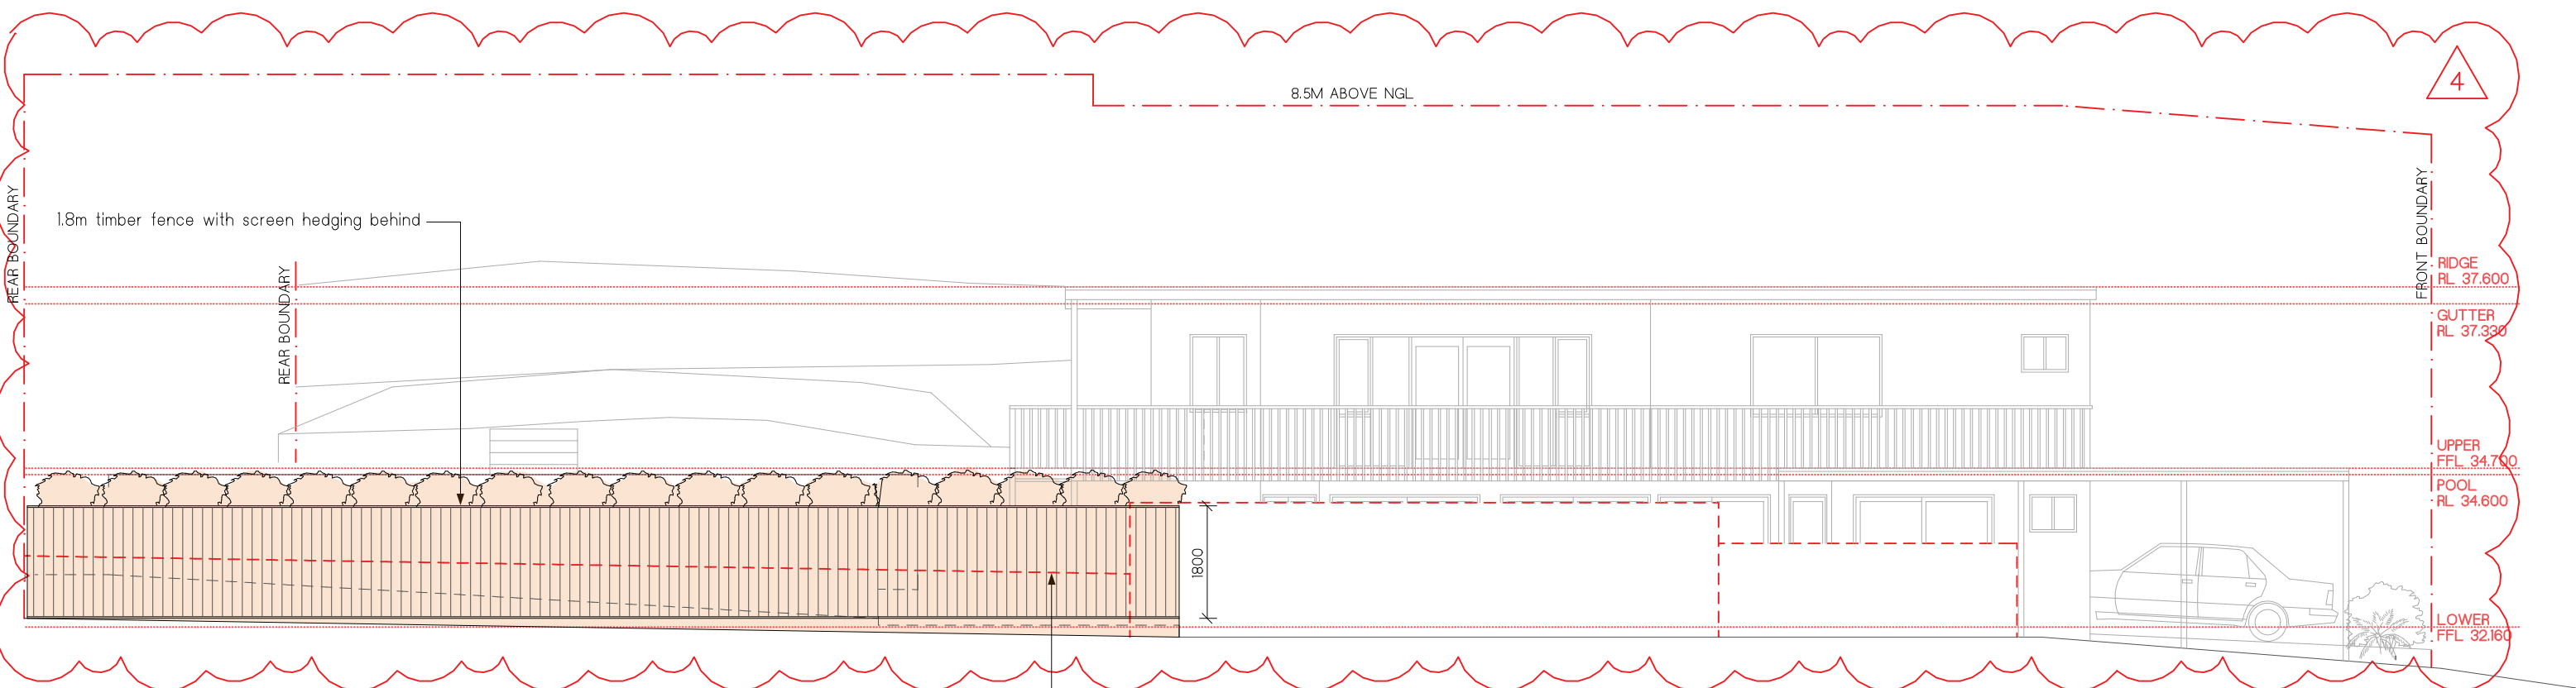 8.5M ABOVE NGL
4
REAR BOUNDARY
1.8m timber fence with screen hedging behind
REAR BOUNDARY
FRONT BOUNDARY
RIDGE
RL 37.600
GUTTER
RL 37.330
UPPER
FFL 34.700
POOL
RL 34.600
1800
LOWER
FFL 32.160